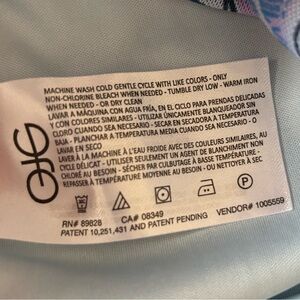 MACHINE WASH COLD GENTLE CYCLE WITH LIKE COLORS - ONLY
NON-CHLORINE BLEACH WHEN NEEDED - TUMBLE DRY LOW - WARM IRON
WHEN NEEDED - OR DRY CLEAN
LAVAR A MÁQUINA CON AGUA FRÍA, EN EL CICLO PARA PRENDAS DELICADAS
Y CON COLORES SIMILARES - UTILIZAR ÚNICAMENTE BLANQUEADOR SIN
CLORO CUANDO SEA NECESARIO - SECAR EN SECADORA A TEMPERATURA
BAJA - PLANCHAR A TEMPERATURA MEDIO CUANDO SEA NECESARIO - O
LAVAR EN SECO
LAVER À LA MACHINE À L'EAU FROIDE AVEC DES COULEURS SIMILAIRES, AU
CYCLE DÉLICAT - UTILISER SEULEMENT UN AGENT DE BLANCHIMENT NON
CHLORÉ AU BESOIN - SÉCHER PAR CULBUTAGE À BASSE TEMPÉRATURE -
REPASSER À TEMPÉRATURE MOYENNE AU BESOIN - OU NETTOYER À SEC
RN# 89828 CA# 08349 VENDOR# 1005559
PATENT 10,251,431 AND PATENT PENDING